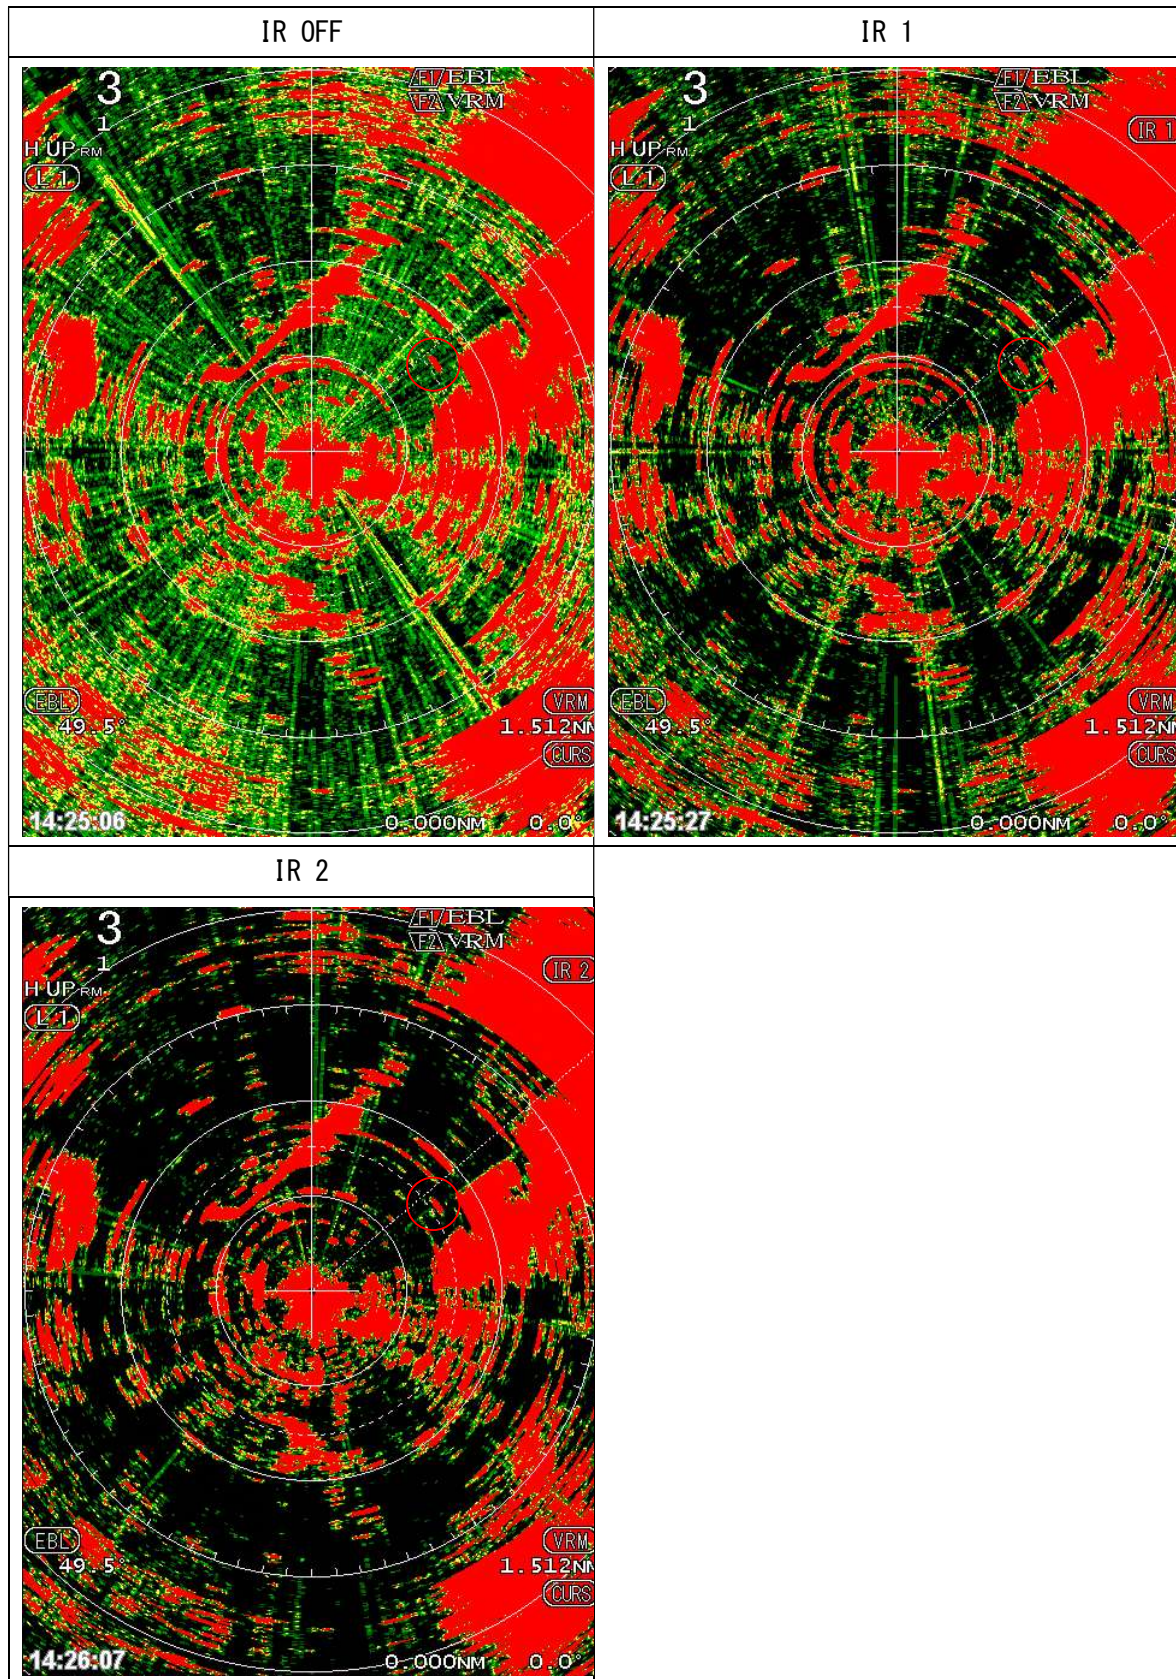 IR OFF
3
1
F1 EBL
F2 VRM
H UP RM
L 1
EBL
49.5°
VRM
1.512NM
CURS
14:25:06
0.000NM
0.0°
IR 1
3
1
F1 EBL
F2 VRM
IR 1
H UP RM
L 1
EBL
49.5°
VRM
1.512NM
CURS
14:25:27
0.000NM
0.0°
IR 2
3
1
F1 EBL
F2 VRM
IR 2
H UP RM
L 1
EBL
49.5°
VRM
1.512NM
CURS
14:26:07
0.000NM
0.0°